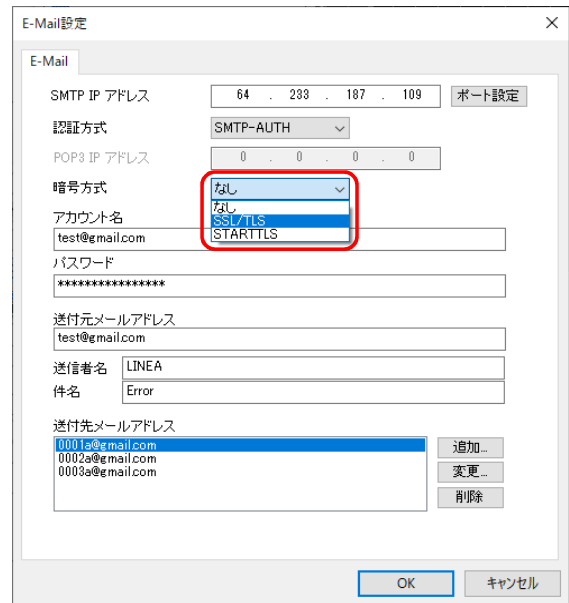 E-Mail設定
E-Mail
SMTP IP アドレス 64 . 233 . 187 . 109 ポート設定
認証方式 SMTP-AUTH
POP3 IP アドレス 0 . 0 . 0 . 0
暗号方式 なし
なし
SSL/TLS
STARTTLS
アカウント名
test@gmail.com
パスワード
****************
送付元メールアドレス
test@gmail.com
送信者名 LINEA
件名 Error
送付先メールアドレス
0001a@gmail.com 追加...
0002a@gmail.com
0003a@gmail.com 変更...
削除
OK キャンセル